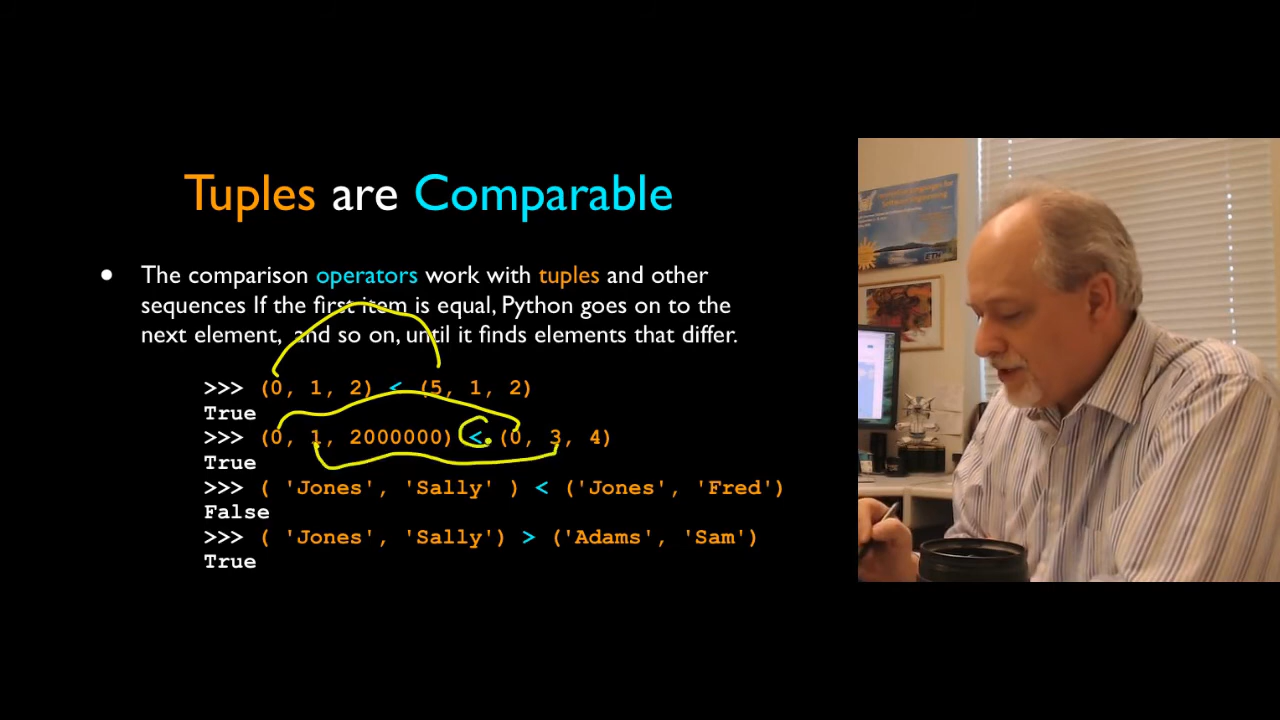 Tuples are Comparable
● The comparison operators work with tuples and other
sequences If the first item is equal, Python goes on to the
next element, and so on, until it finds elements that differ.
>>> (0, 1, 2) < (5, 1, 2)
True
>>> (0, 1, 2000000) < (0, 3, 4)
True
>>> ( 'Jones', 'Sally' ) < ('Jones', 'Fred')
False
>>> ( 'Jones', 'Sally') > ('Adams', 'Sam')
True
Software Engineering
ETH